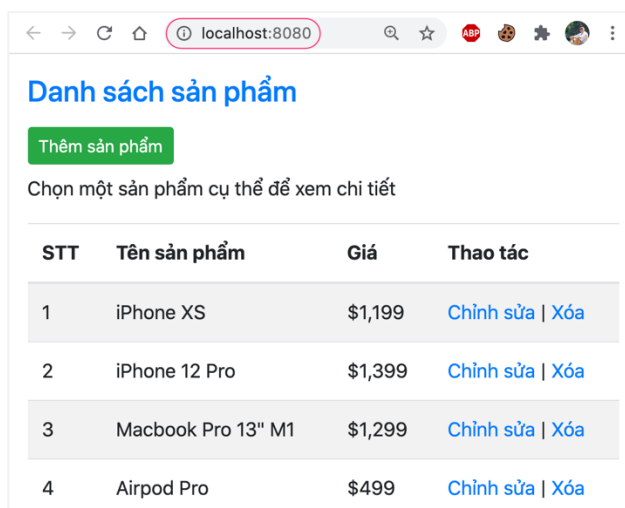 localhost:8080
ABP
Danh sách sản phẩm
Thêm sản phẩm
Chọn một sản phẩm cụ thể để xem chi tiết
STT Tên sản phẩm Giá Thao tác
1 iPhone XS $1,199 Chỉnh sửa | Xóa
2 iPhone 12 Pro $1,399 Chỉnh sửa | Xóa
3 Macbook Pro 13" M1 $1,299 Chỉnh sửa | Xóa
4 Airpod Pro $499 Chỉnh sửa | Xóa